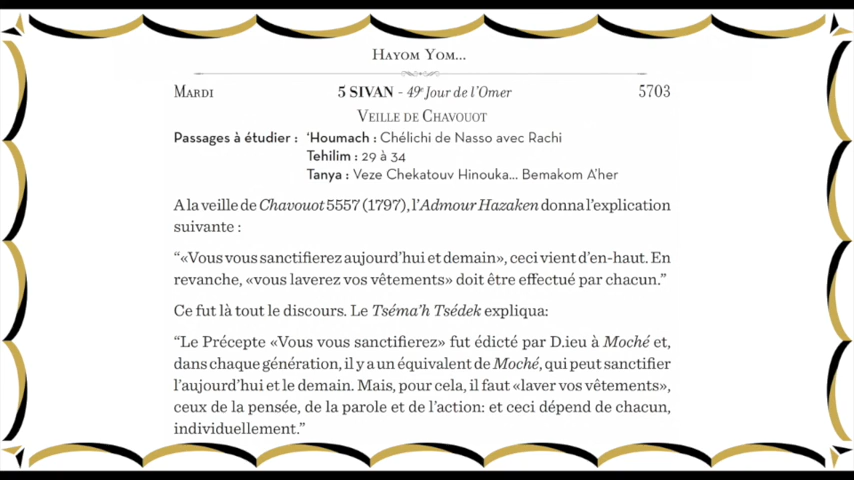 Hayom Yom...
Mardi 5 SIVAN - 49e Jour de l'Omer 5703
Veille de Chavouot
Passages à étudier : 'Houmach : Chélichi de Nasso avec Rachi
Tehilim : 29 à 34
Tanya : Veze Chekatouv Hinouka... Bemakom A'her
A la veille de Chavouot 5557 (1797), l'Admour Hazaken donna l'explication
suivante :
“«Vous vous sanctifierez aujourd'hui et demain», ceci vient d'en-haut. En
revanche, «vous laverez vos vêtements» doit être effectué par chacun.”
Ce fut là tout le discours. Le Tséma'h Tsédek expliqua:
“Le Précepte «Vous vous sanctifierez» fut édicté par D.ieu à Moché et,
dans chaque génération, il y a un équivalent de Moché, qui peut sanctifier
l'aujourd'hui et le demain. Mais, pour cela, il faut «laver vos vêtements»,
ceux de la pensée, de la parole et de l'action: et ceci dépend de chacun,
individuellement.”